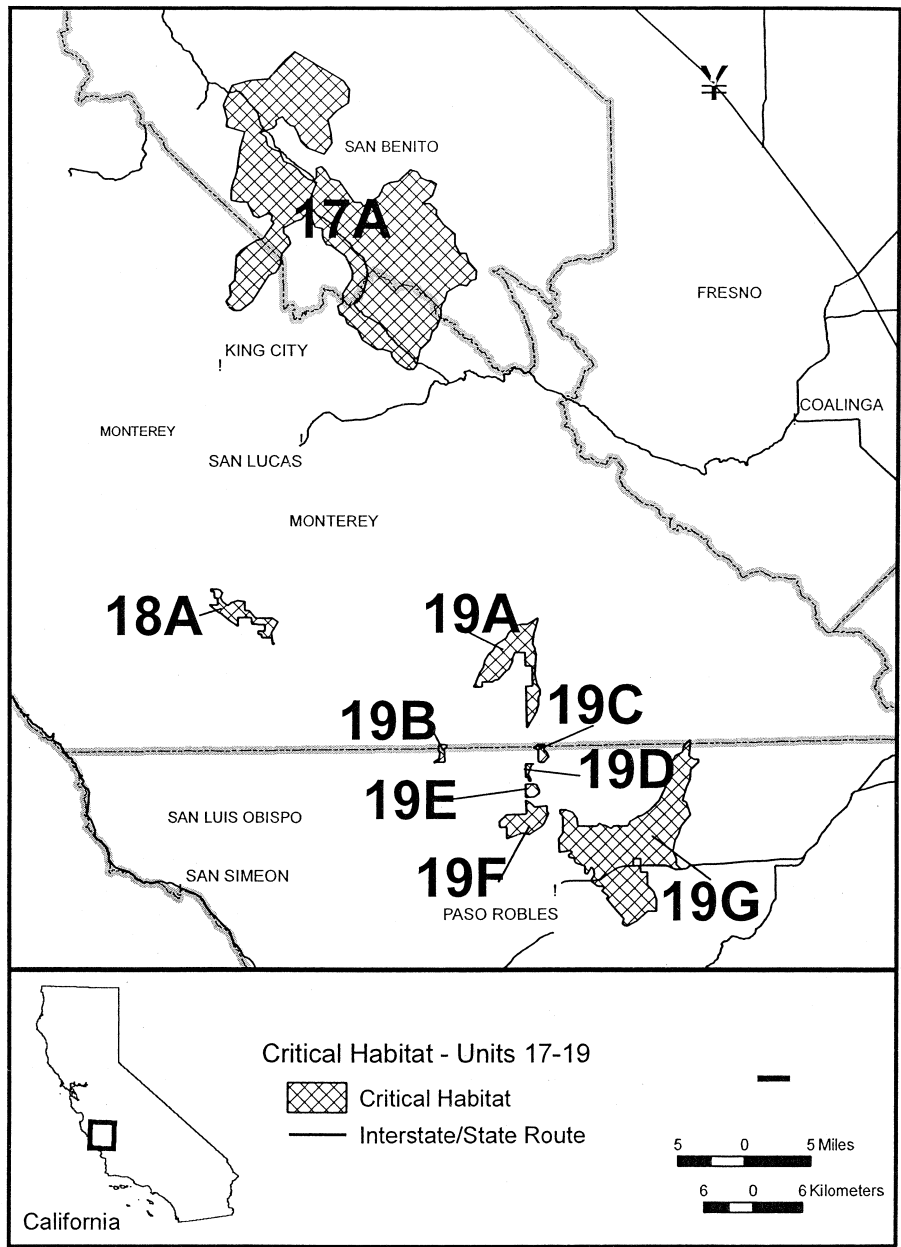 ¥
SAN BENITO
17A
FRESNO
KING CITY
!
COALINGA
MONTEREY
!
SAN LUCAS
MONTEREY
18A
19A
19B
19C
19D
19E
SAN LUIS OBISPO
19F
SAN SIMEON
!
19G
PASO ROBLES
Critical Habitat - Units 17-19
Critical Habitat
Interstate/State Route
5 0 5 Miles
6 0 6 Kilometers
California